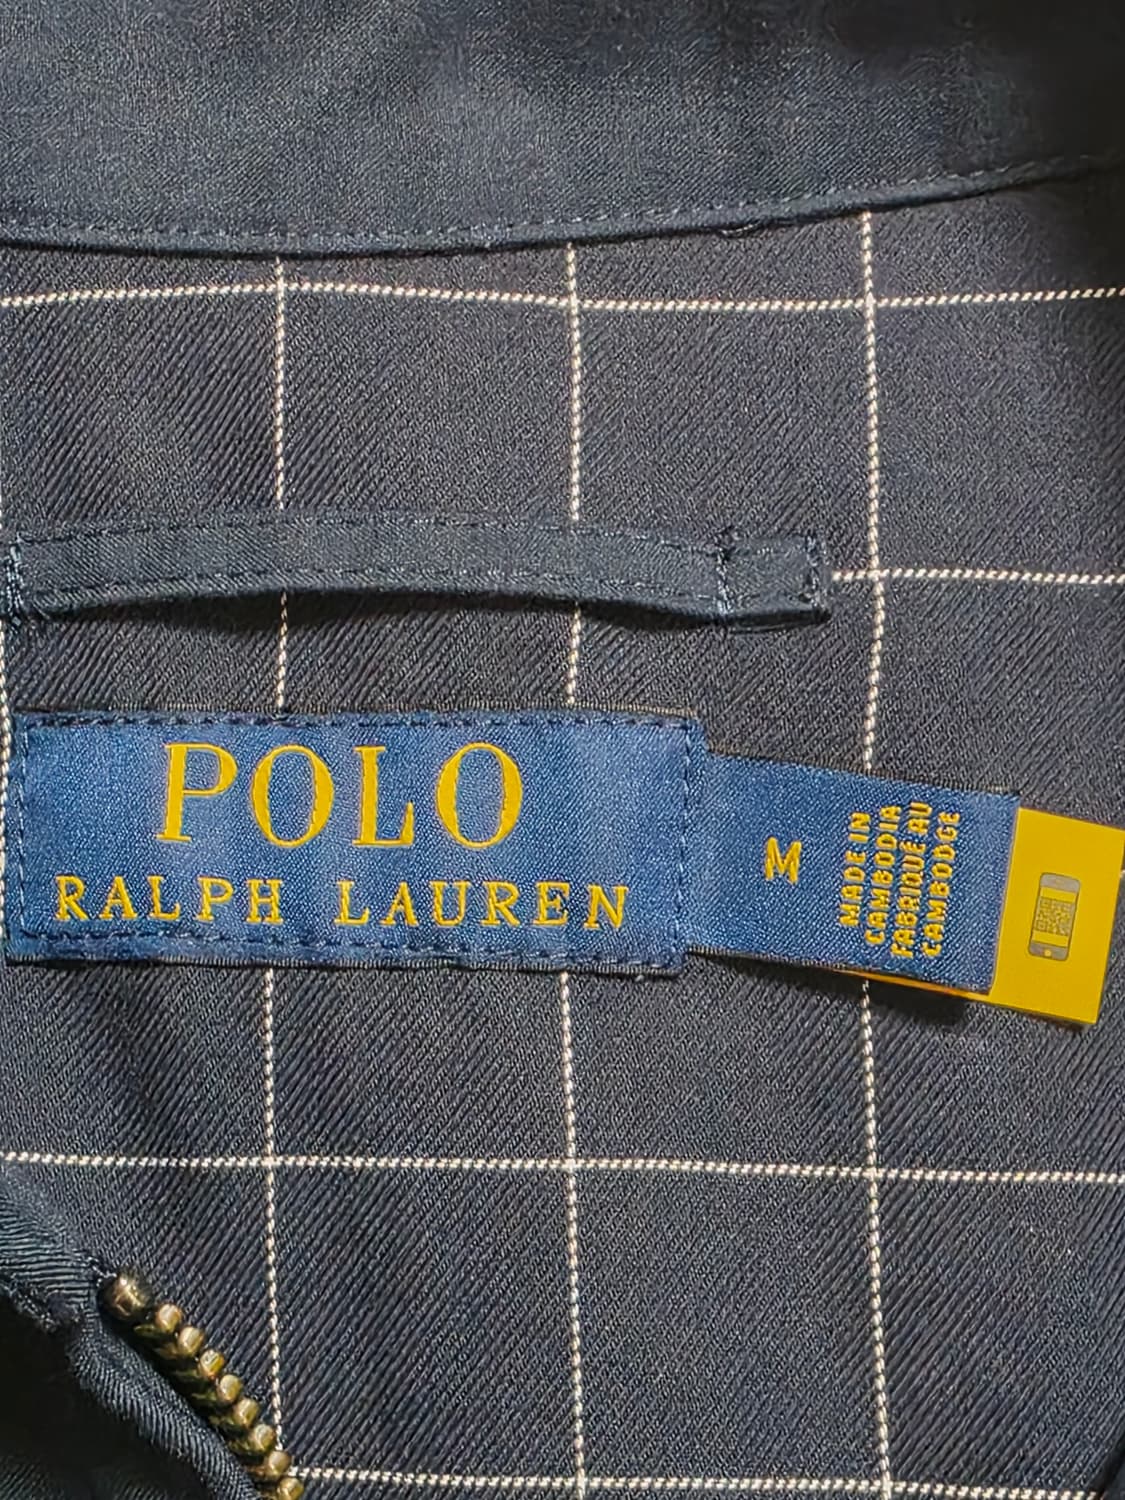 POLO
RALPH LAUREN
M
MADE IN
CAMBODIA
FABRIQUÉ AU
CAMBODGE